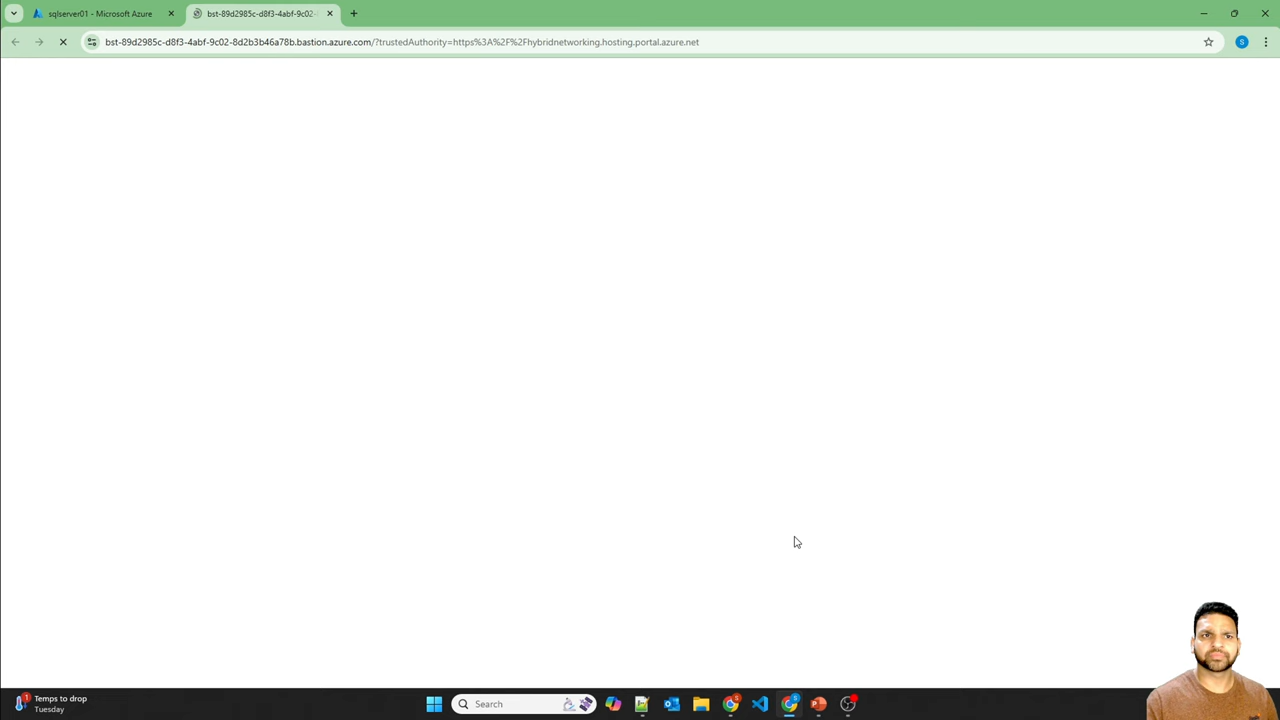 sqlserver01 - Microsoft Azure
bst-89d2985c-d8f3-4abf-9c02-
bst-89d2985c-d8f3-4abf-9c02-8d2b3b46a78b.bastion.azure.com/?trustedAuthority=https%3A%2F%2Fhybridnetworking.hosting.portal.azure.net
S
1
Temps to drop
Tuesday
Search
S
S